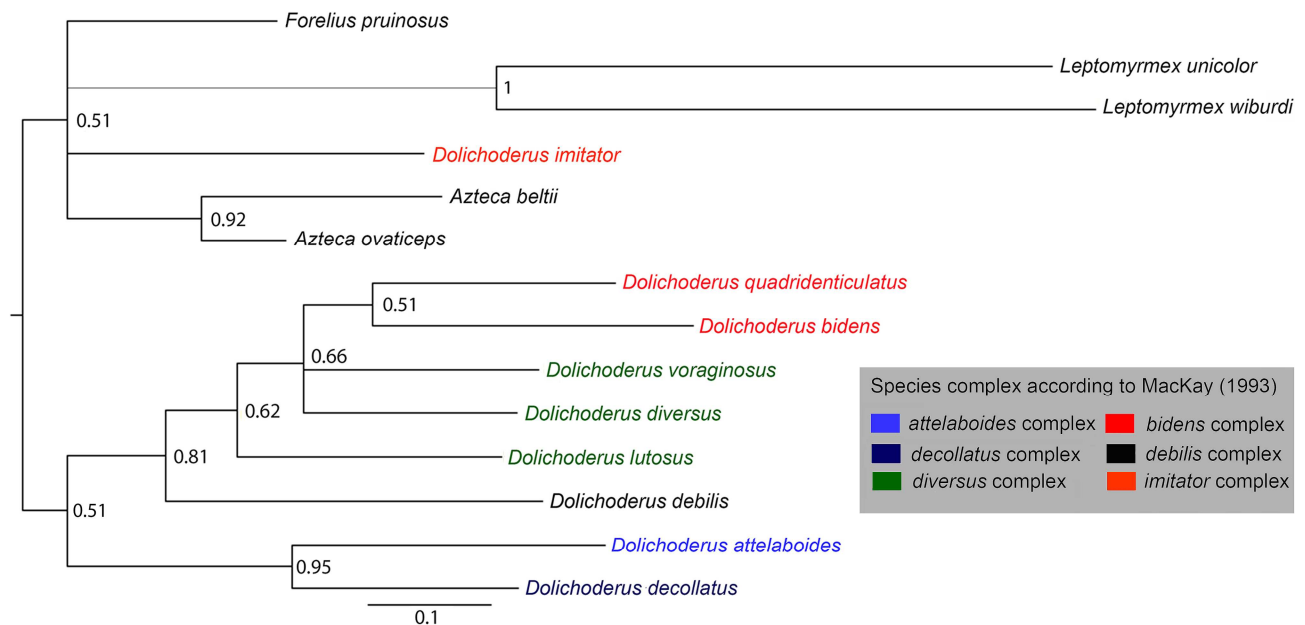 Forelius pruinosus
Leptomyrmex unicolor
1
Leptomyrmex wiburdi
0.51
Dolichoderus imitator
Azteca beltii
0.92
Azteca ovaticeps
Dolichoderus quadridenticulatus
0.51
Dolichoderus bidens
0.66
Dolichoderus voraginosus
Dolichoderus diversus
0.62
Dolichoderus lutosus
0.81
Dolichoderus debilis
0.51
Dolichoderus attelaboides
0.95
Dolichoderus decollatus
0.1
Species complex according to MacKay (1993)
attelaboides complex
bidens complex
decollatus complex
debilis complex
diversus complex
imitator complex